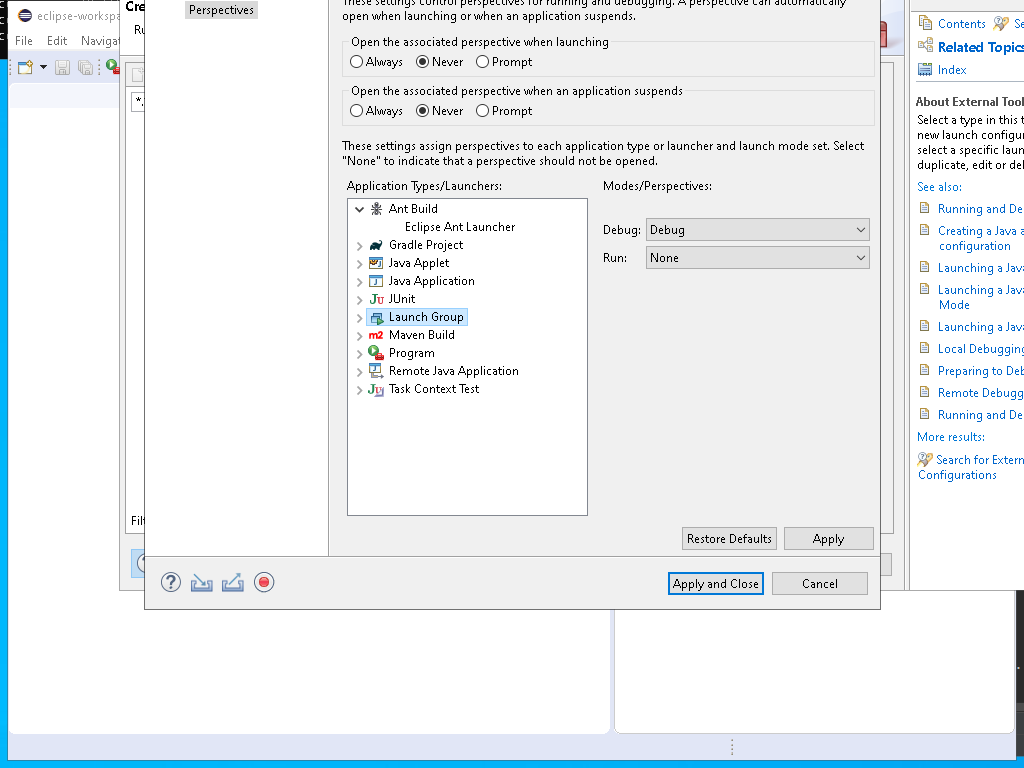 eclipse-workspa
Cre
Perspectives
These settings control perspectives for running and debugging. A perspective can automatically
open when launching or when an application suspends.
Contents
Se
File Edit Navigat
Ru
Open the associated perspective when launching
Related Topics
Always Never Prompt
Index
Open the associated perspective when an application suspends
Always Never Prompt
About External Tool
Select a type in this t
new launch configur
select a specific laun
duplicate, edit or del
These settings assign perspectives to each application type or launcher and launch mode set. Select
"None" to indicate that a perspective should not be opened.
Application Types/Launchers:
Modes/Perspectives:
See also:
Ant Build
Eclipse Ant Launcher
Gradle Project
Java Applet
Java Application
JUnit
Launch Group
Maven Build
Program
Remote Java Application
Task Context Test
Debug: Debug
Run: None
Running and De
Creating a Java a
configuration
Launching a Java
Launching a Java
Mode
Launching a Java
Local Debugging
Preparing to Deb
Remote Debugg
Running and De
More results:
Search for Extern
Configurations
Filt
Restore Defaults
Apply
Apply and Close
Cancel